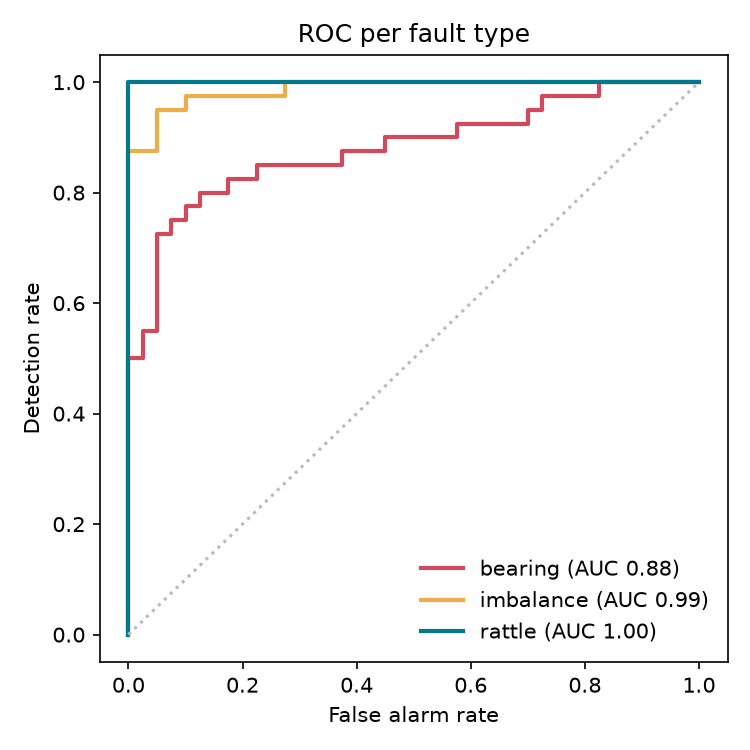 ROC per fault type
Detection rate
1.0
0.8
0.6
0.4
0.2
0.0
bearing (AUC 0.88)
imbalance (AUC 0.99)
rattle (AUC 1.00)
0.0 0.2 0.4 0.6 0.8 1.0
False alarm rate